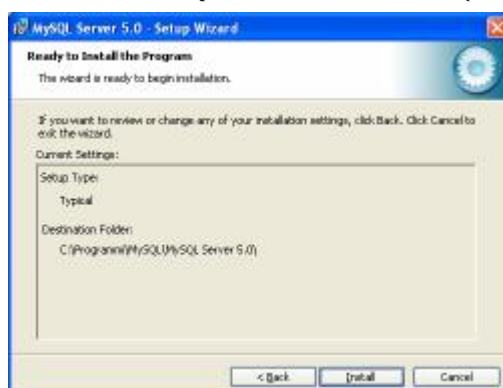 MySQL Server 5.0 - Setup Wizard
Ready to Install the Program
The wizard is ready to begin installation.
If you want to review or change any of your installation settings, click Back. Click Cancel to
exit the wizard.
Current Settings:
Setup Type:
Typical
Destination Folder:
C:\Programmi\MySQL\MySQL Server 5.0\
< Back
Install
Cancel